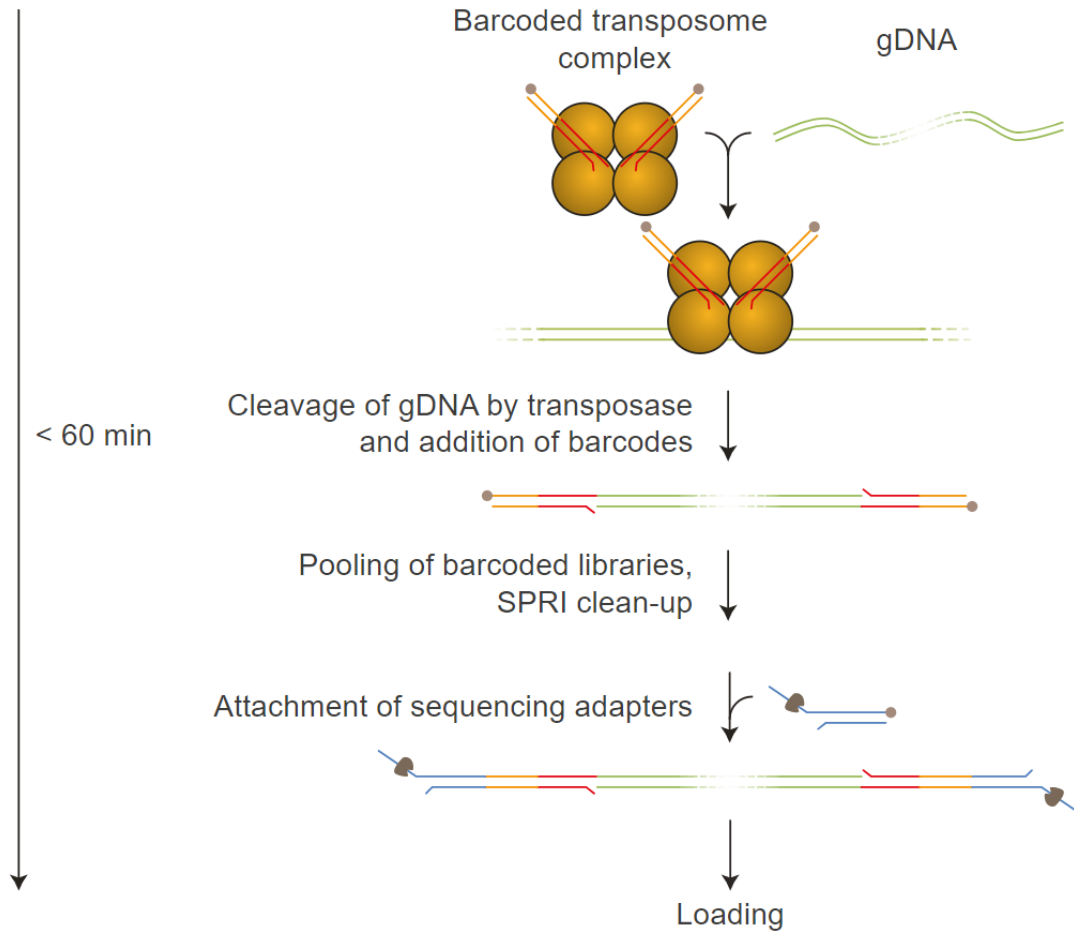 Barcoded transposome
complex
gDNA
Cleavage of gDNA by transposase
and addition of barcodes
< 60 min
Pooling of barcoded libraries,
SPRI clean-up
Attachment of sequencing adapters
Loading